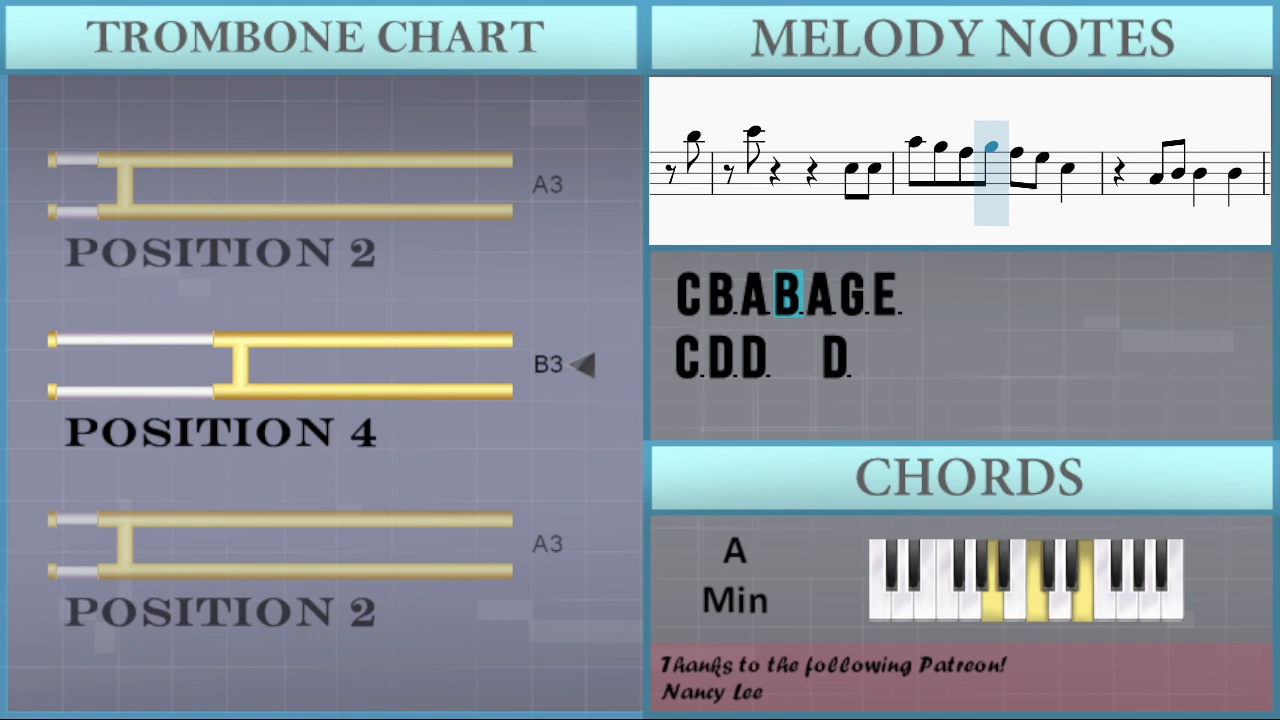 TROMBONE CHART
A3
POSITION 2
B3
POSITION 4
A3
POSITION 2
MELODY NOTES
C B. A. B. A. G. E.
C. D. D. D.
CHORDS
A
Min
Thanks to the following Patreon!
Nancy Lee